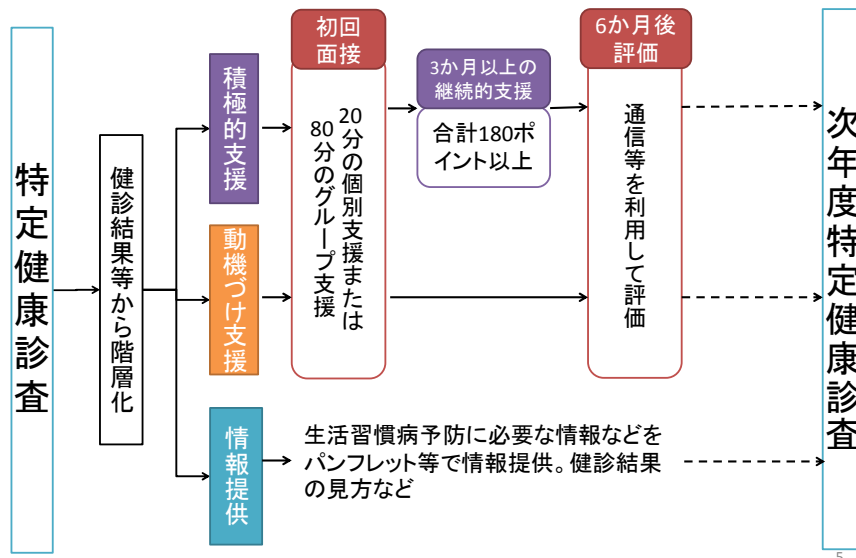 特定健康診査
健診結果等から階層化
積極的支援
動機づけ支援
情報提供
初回
面接
20分の個別支援または
80分のグループ支援
3か月以上の
継続的支援
合計180ポ
イント以上
6か月後
評価
通信等を利用して評価
生活習慣病予防に必要な情報などを
パンフレット等で情報提供。健診結果
の見方など
次年度特定健康診査
5